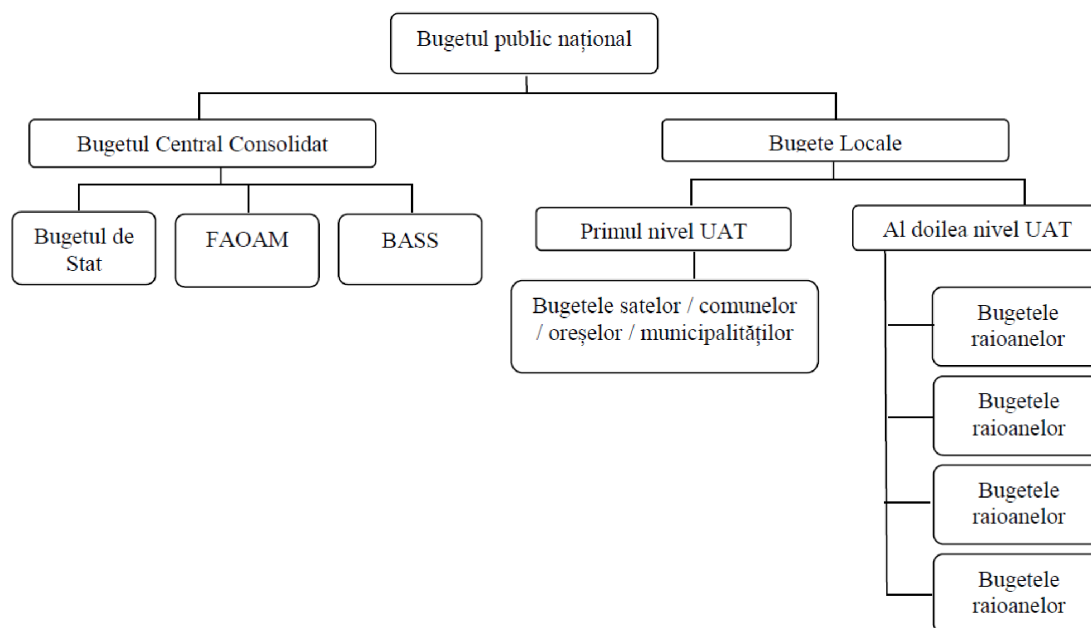 Bugetul public național
Bugetul Central Consolidat
Bugete Locale
Bugetul de
Stat
FAOAM
BASS
Primul nivel UAT
Al doilea nivel UAT
Bugetele satelor / comunelor
/ oreșelor / municipalităților
Bugetele
raioanelor
Bugetele
raioanelor
Bugetele
raioanelor
Bugetele
raioanelor